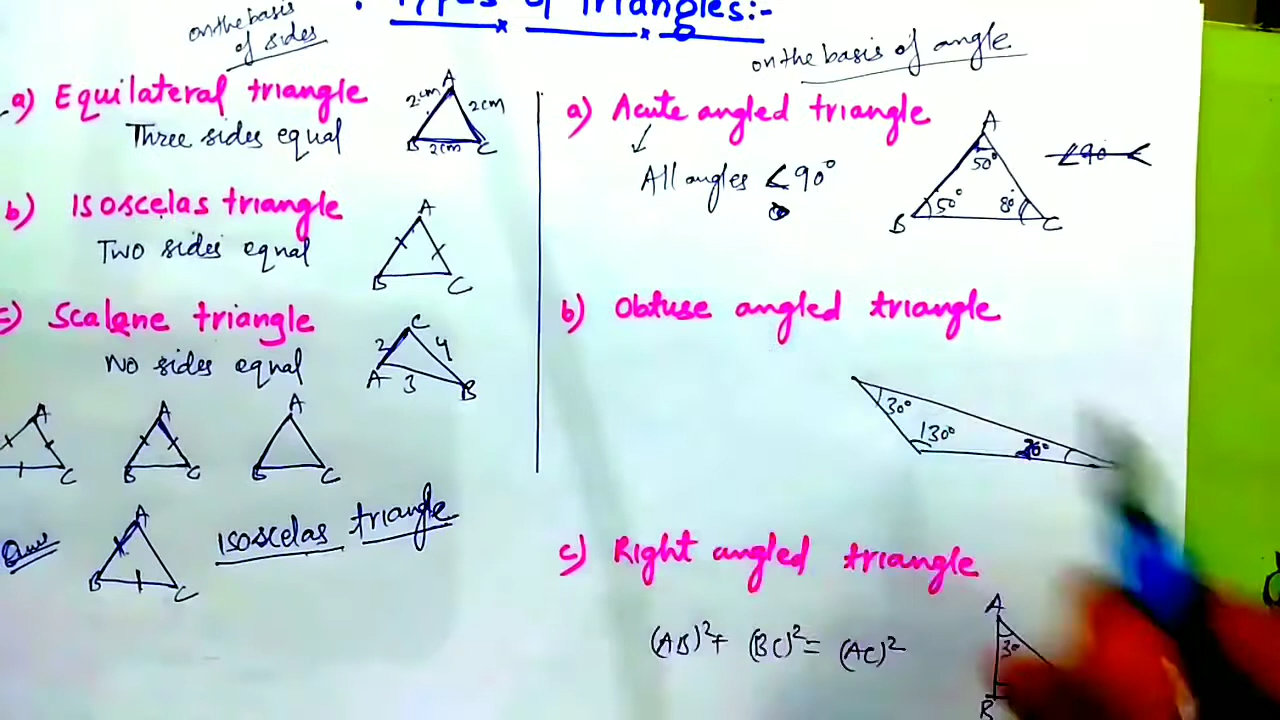 Types of Triangles:-
on the basis
of sides
a) Equilateral triangle
Three sides equal
A
2cm
2cm
B
2cm
C
b) Isoscelas triangle
Two sides equal
A
B
C
c) Scalene triangle
No sides equal
C
2
4
A
3
B
A
C
A
B
C
A
B
C
Ques
A
B
C
isoscelas triangle
on the basis of angle
a) Acute angled triangle
All angles <90°
A
50°
B
50°
80°
C
b) Obtuse angled triangle
30°
130°
20°
c) Right angled triangle
(AB)²+ (BC)²= (AC)²
A
30
B